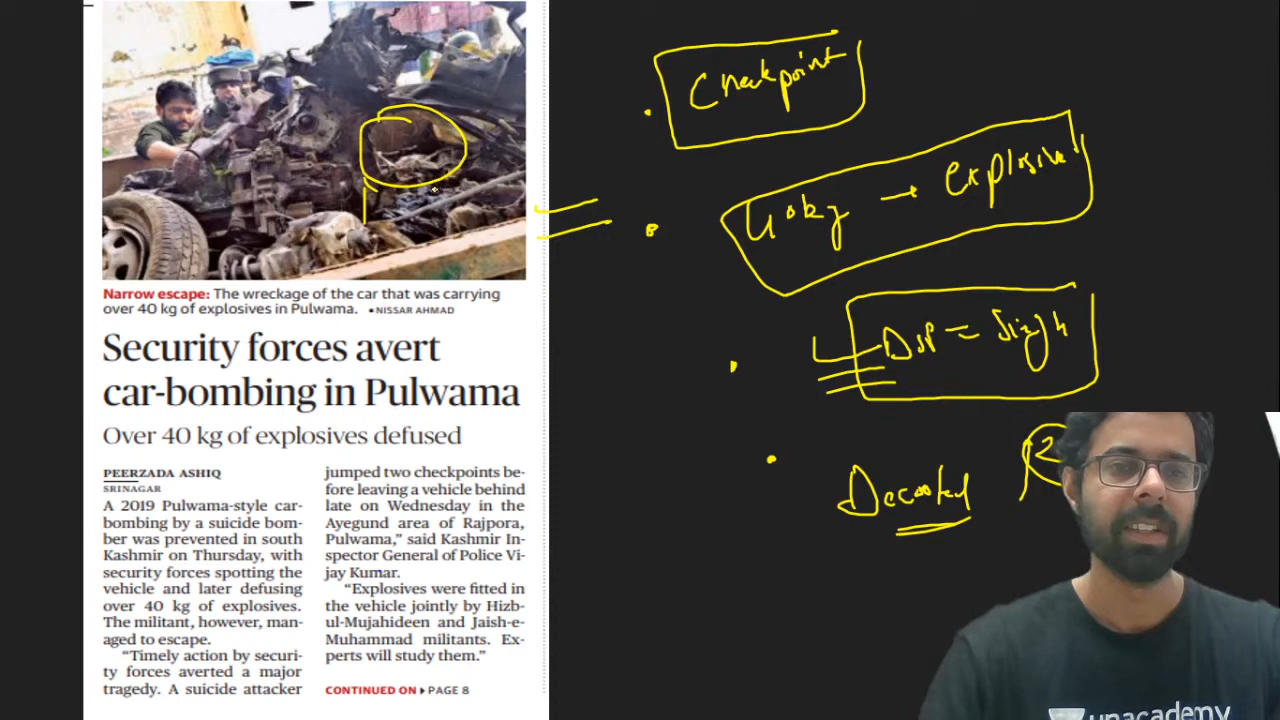 Narrow escape: The wreckage of the car that was carrying
over 40 kg of explosives in Pulwama. • NISSAR AHMAD
Security forces avert
car-bombing in Pulwama
Over 40 kg of explosives defused
PEERZADA ASHIQ
SRINAGAR
A 2019 Pulwama-style car-
bombing by a suicide bom-
ber was prevented in south
Kashmir on Thursday, with
security forces spotting the
vehicle and later defusing
over 40 kg of explosives.
The militant, however, man-
aged to escape.
"Timely action by securi-
ty forces averted a major
tragedy. A suicide attacker
jumped two checkpoints be-
fore leaving a vehicle behind
late on Wednesday in the
Ayegund area of Rajpora,
Pulwama," said Kashmir In-
spector General of Police Vi-
jay Kumar.
"Explosives were fitted in
the vehicle jointly by Hizb-
ul-Mujahideen and Jaish-e-
Muhammad militants. Ex-
perts will study them."
CONTINUED ON ▸ PAGE 8
Checkpoint
40kg → explosive
DSP = Singh
2
unacademy